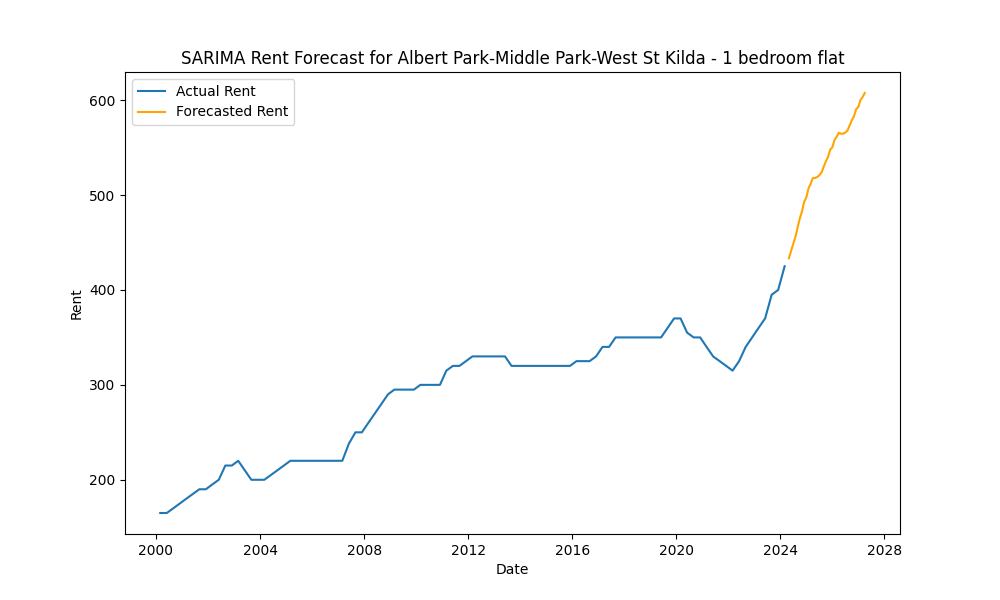 SARIMA Rent Forecast for Albert Park-Middle Park-West St Kilda - 1 bedroom flat
Actual Rent
Forecasted Rent
600
500
400
300
200
Rent
2000 2004 2008 2012 2016 2020 2024 2028
Date